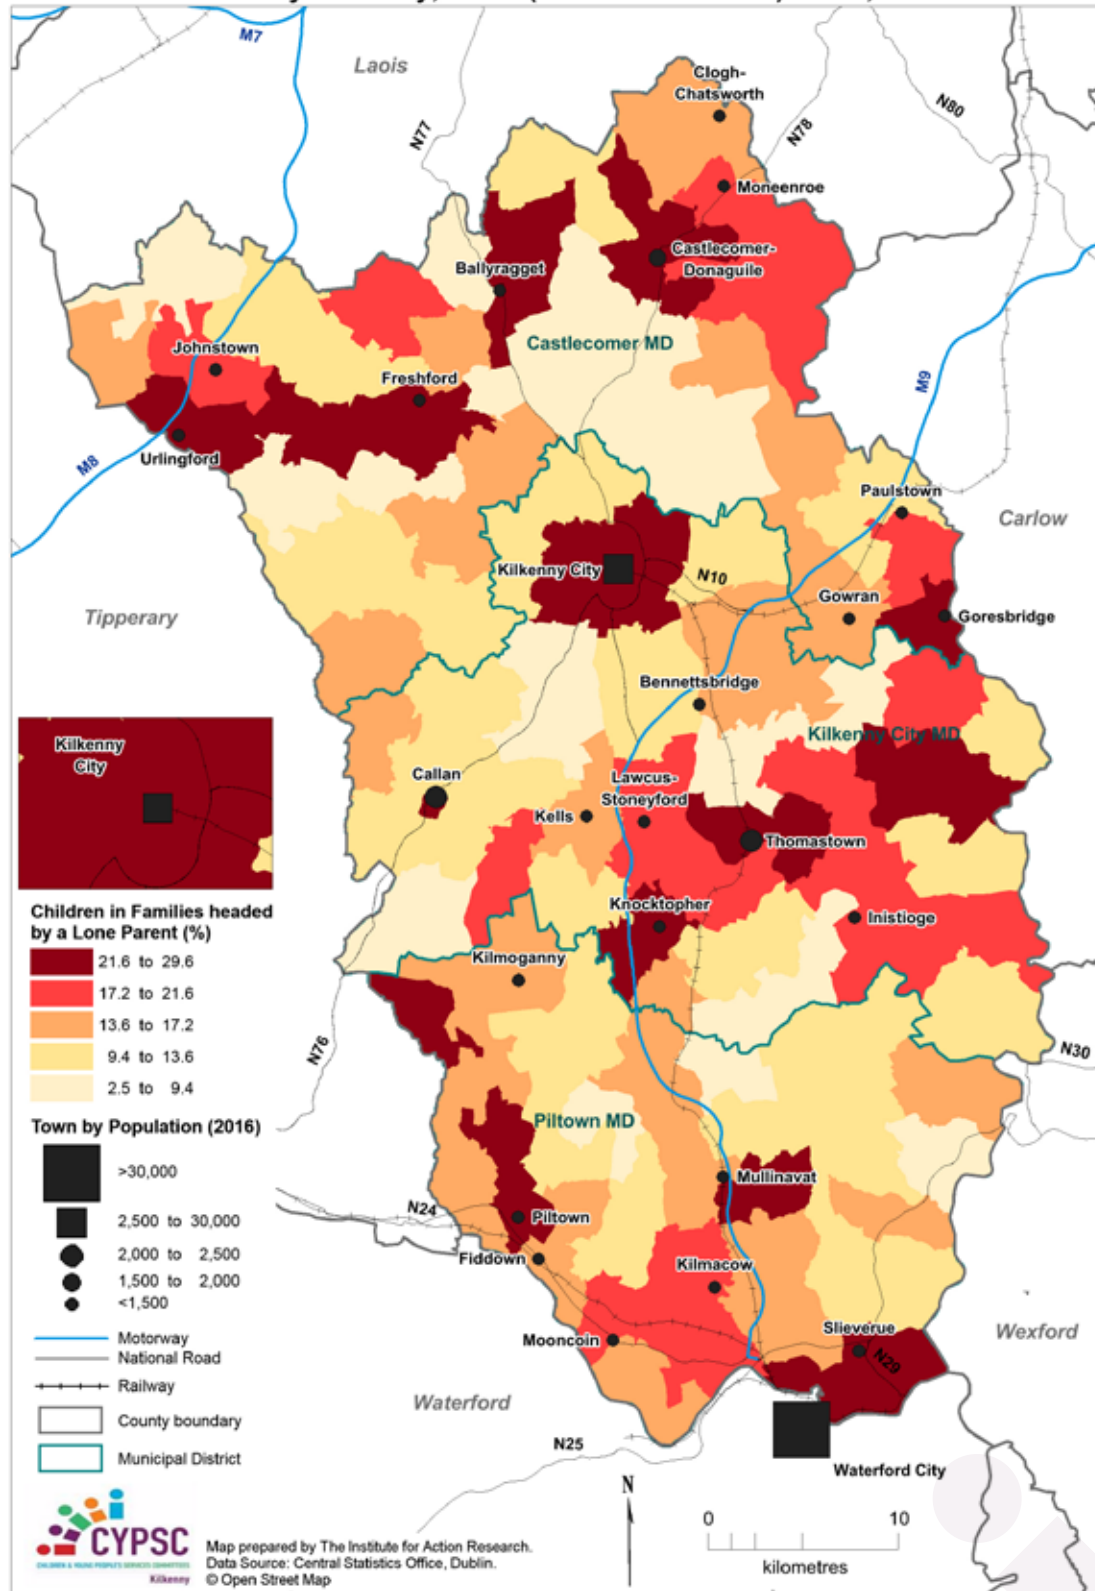 M7
Laois
Clogh-
Chatsworth
N80
N77
N78
Moneenroe
Castlecomer-
Donaguile
Ballyragget
Castlecomer MD
Johnstown
Freshford
M9
Urlingford
M8
Paulstown
Carlow
Kilkenny City
N10
Gowran
Goresbridge
Tipperary
Bennettsbridge
Kilkenny City MD
Kilkenny
City
Callan
Lawcus-
Stoneyford
Kells
Thomastown
Knocktopher
Inistioge
Children in Families headed
by a Lone Parent (%)
21.6 to 29.6
17.2 to 21.6
13.6 to 17.2
9.4 to 13.6
2.5 to 9.4
Kilmoganny
N76
N30
Piltown MD
Town by Population (2016)
>30,000
2,500 to 30,000
2,000 to 2,500
1,500 to 2,000
<1,500
Mullinavat
N24
Piltown
Fiddown
Kilmacow
Mooncoin
Slieverue
N29
Wexford
Motorway
National Road
Railway
County boundary
Municipal District
Waterford
N25
Waterford City
CYPSC
CHILDREN & YOUNG PEOPLE'S SERVICES COMMITTEES
Kilkenny
Map prepared by The Institute for Action Research.
Data Source: Central Statistics Office, Dublin.
© Open Street Map
N
0 10
kilometres